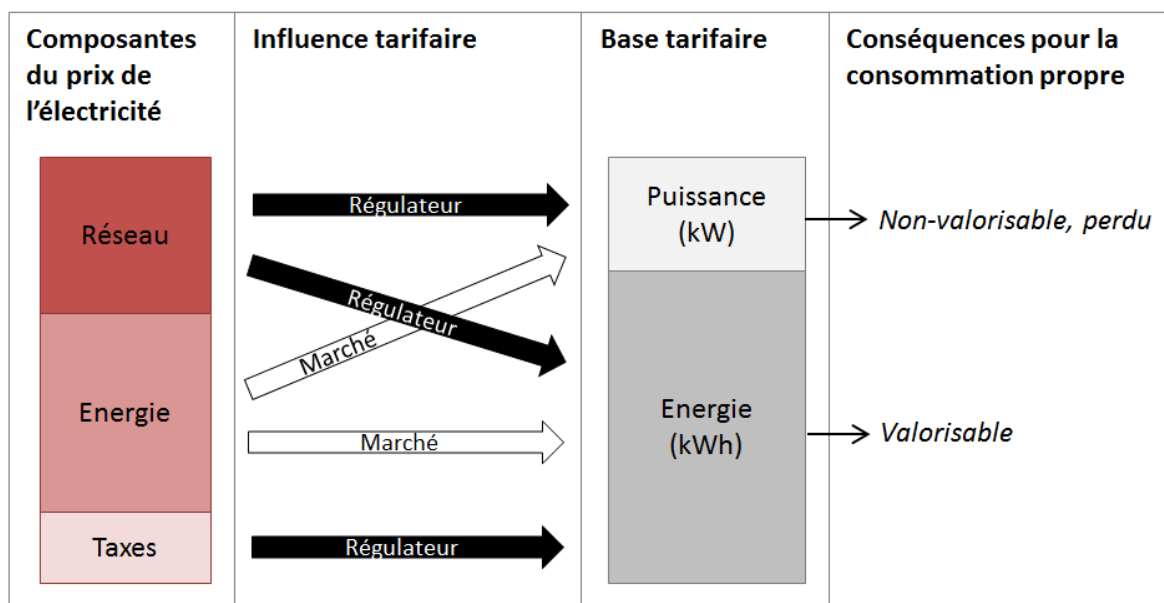 Composantes
du prix de
l'électricité
Influence tarifaire
Base tarifaire
Conséquences pour la
consommation propre
Réseau
Energie
Taxes
Régulateur
Régulateur
Marché
Marché
Régulateur
Puissance
(kW)
Energie
(kWh)
Non-valorisable, perdu
Valorisable